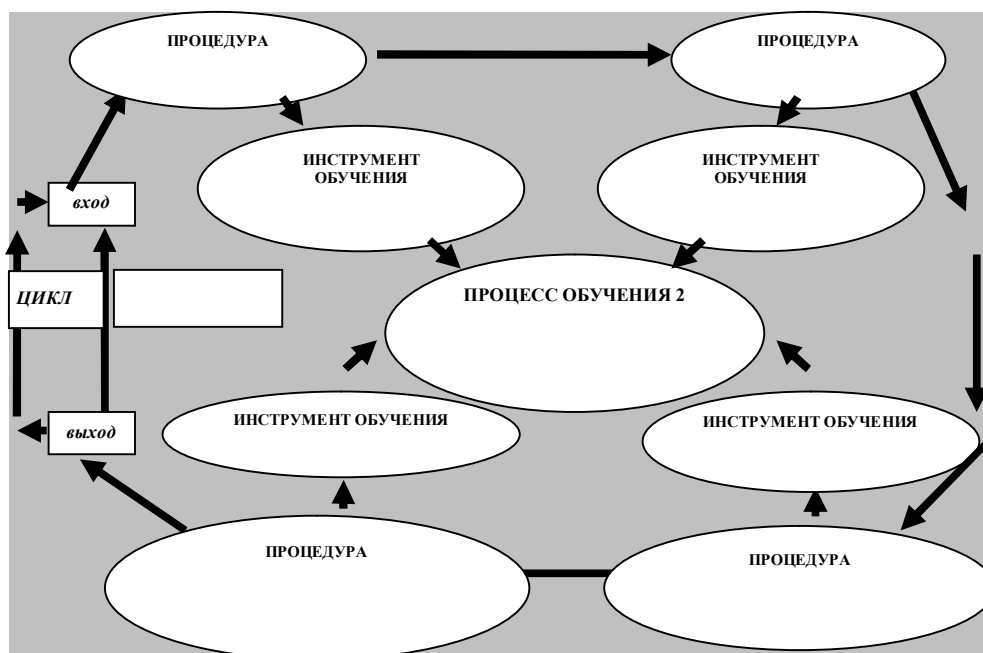 ПРОЦЕДУРА
ПРОЦЕДУРА
ИНСТРУМЕНТ
ОБУЧЕНИЯ
ИНСТРУМЕНТ
ОБУЧЕНИЯ
вход
ЦИКЛ
ПРОЦЕСС ОБУЧЕНИЯ 2
выход
ИНСТРУМЕНТ ОБУЧЕНИЯ
ИНСТРУМЕНТ ОБУЧЕНИЯ
ПРОЦЕДУРА
ПРОЦЕДУРА